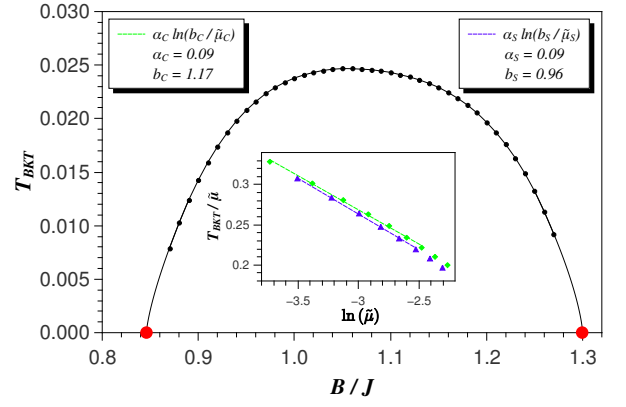 0.030
α_C ln(b_C/μ̃_C)
α_C = 0.09
b_C = 1.17
α_S ln(b_S/μ̃_S)
α_S = 0.09
b_S = 0.96
0.025
0.020
0.015
0.010
0.005
0.000
T_BKT
0.3
0.25
0.2
T_BKT / μ̃
−3.5 −3 −2.5
ln (μ̃)
0.8 0.9 1.0 1.1 1.2 1.3
B / J